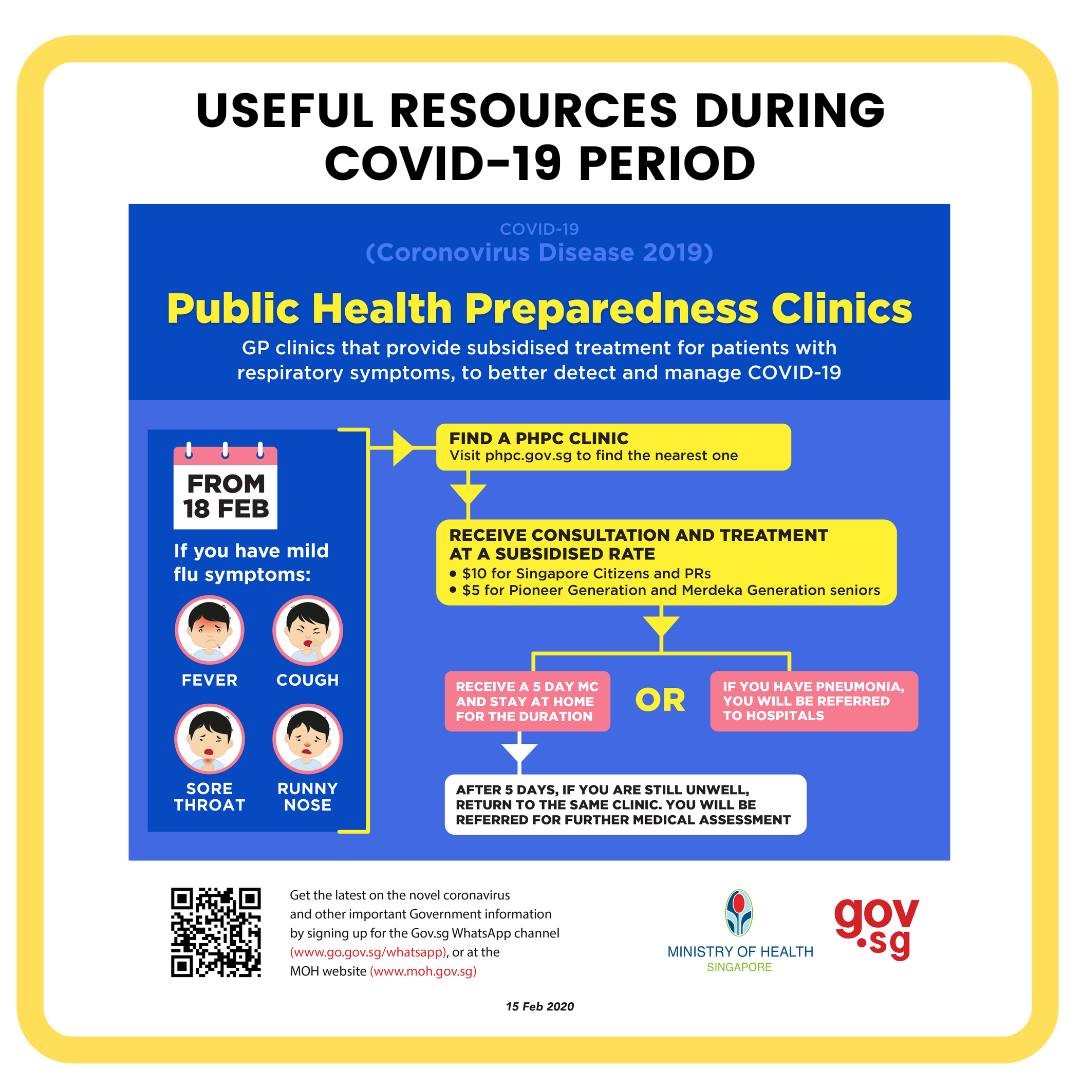 USEFUL RESOURCES DURING
COVID-19 PERIOD
COVID-19
(Coronovirus Disease 2019)
Public Health Preparedness Clinics
GP clinics that provide subsidised treatment for patients with
respiratory symptoms, to better detect and manage COVID-19
FROM
18 FEB
If you have mild
flu symptoms:
FEVER
COUGH
SORE
THROAT
RUNNY
NOSE
FIND A PHPC CLINIC
Visit phpc.gov.sg to find the nearest one
RECEIVE CONSULTATION AND TREATMENT
AT A SUBSIDISED RATE
• $10 for Singapore Citizens and PRs
• $5 for Pioneer Generation and Merdeka Generation seniors
RECEIVE A 5 DAY MC
AND STAY AT HOME
FOR THE DURATION
OR
IF YOU HAVE PNEUMONIA,
YOU WILL BE REFERRED
TO HOSPITALS
AFTER 5 DAYS, IF YOU ARE STILL UNWELL,
RETURN TO THE SAME CLINIC. YOU WILL BE
REFERRED FOR FURTHER MEDICAL ASSESSMENT
Get the latest on the novel coronavirus
and other important Government information
by signing up for the Gov.sg WhatsApp channel
(www.go.gov.sg/whatsapp), or at the
MOH website (www.moh.gov.sg)
MINISTRY OF HEALTH
SINGAPORE
gov
.sg
15 Feb 2020